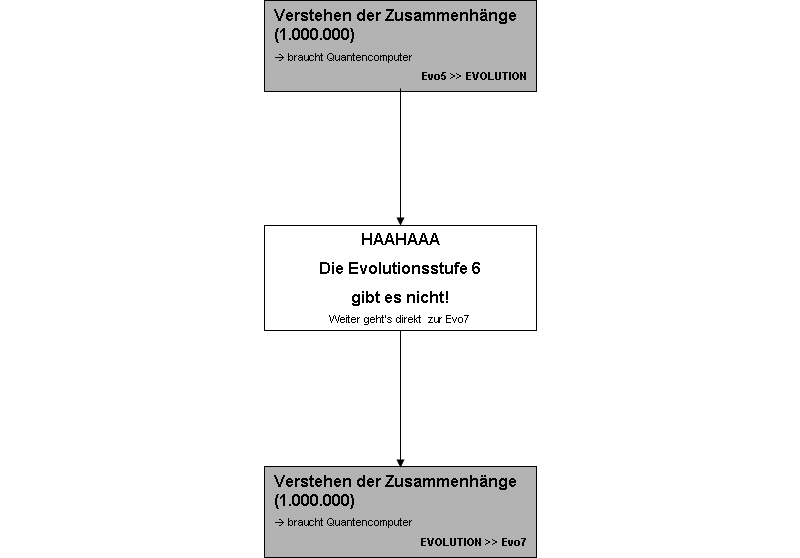 Verstehen der Zusammenhänge
(1.000.000)
→ braucht Quantencomputer
Evo5 >> EVOLUTION
HAAHAAA
Die Evolutionsstufe 6
gibt es nicht!
Weiter geht's direkt zur Evo7
Verstehen der Zusammenhänge
(1.000.000)
→ braucht Quantencomputer
EVOLUTION >> Evo7